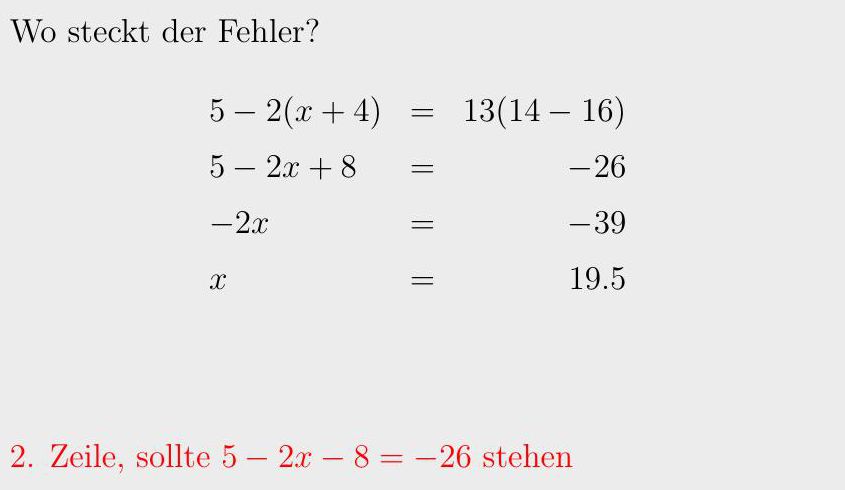 Wo steckt der Fehler?
5 − 2(x + 4) = 13(14 − 16)
5 − 2x + 8 = −26
−2x = −39
x = 19.5
2. Zeile, sollte 5 − 2x − 8 = −26 stehen